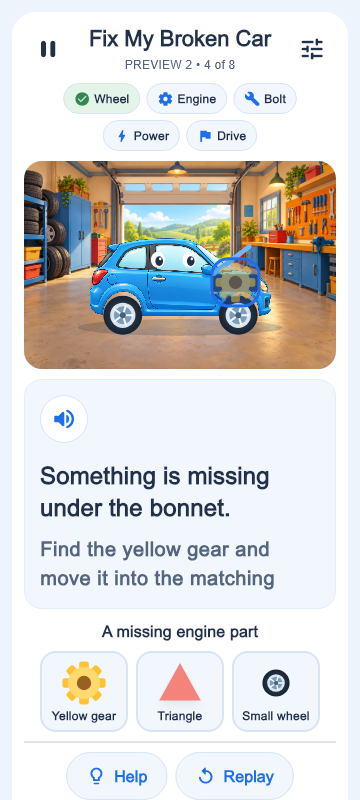 Fix My Broken Car
PREVIEW 2 • 4 of 8
Wheel
Engine
Bolt
Power
Drive
Something is missing
under the bonnet.
Find the yellow gear and
move it into the matching
A missing engine part
Yellow gear
Triangle
Small wheel
Help
Replay